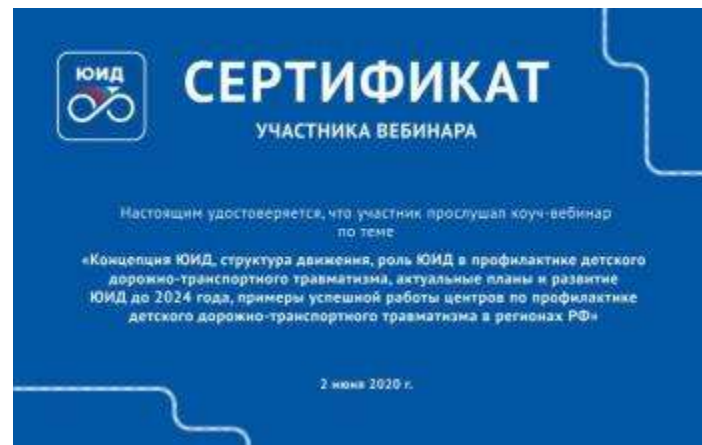 ЮИД
СЕРТИФИКАТ
УЧАСТНИКА ВЕБИНАРА
Настоящим удостоверяется, что участник прослушал коуч-вебинар
по теме
«Концепция ЮИД, структура движения, роль ЮИД в профилактике детского
дорожно-транспортного травматизма, актуальные планы и развитие
ЮИД до 2024 года, примеры успешной работы центров по профилактике
детского дорожно-транспортного травматизма в регионах РФ»
2 июня 2020 г.